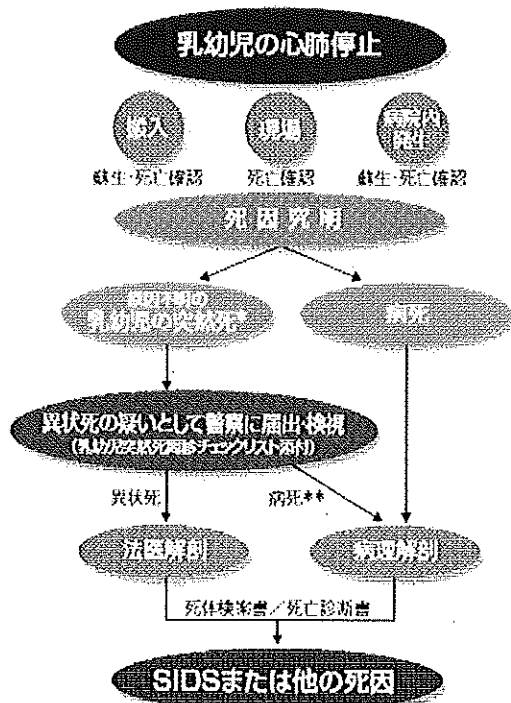 乳幼児の心肺停止
搬入
現場
病院内
発生
蘇生・死亡確認
死亡確認
蘇生・死亡確認
死因究明
原因不明の
乳幼児の突然死*
病死
異状死の疑いとして警察に届出・検視
(乳幼児突然死問診チェックリスト添付)
異状死
病死**
法医解剖
病理解剖
死体検案書／死亡診断書
SIDSまたは他の死因